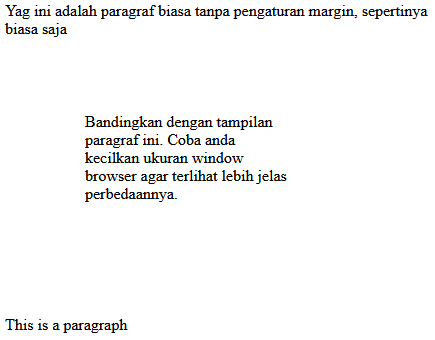 Yag ini adalah paragraf biasa tanpa pengaturan margin, sepertinya
biasa saja
Bandingkan dengan tampilan
paragraf ini. Coba anda
kecilkan ukuran window
browser agar terlihat lebih jelas
perbedaannya.
This is a paragraph